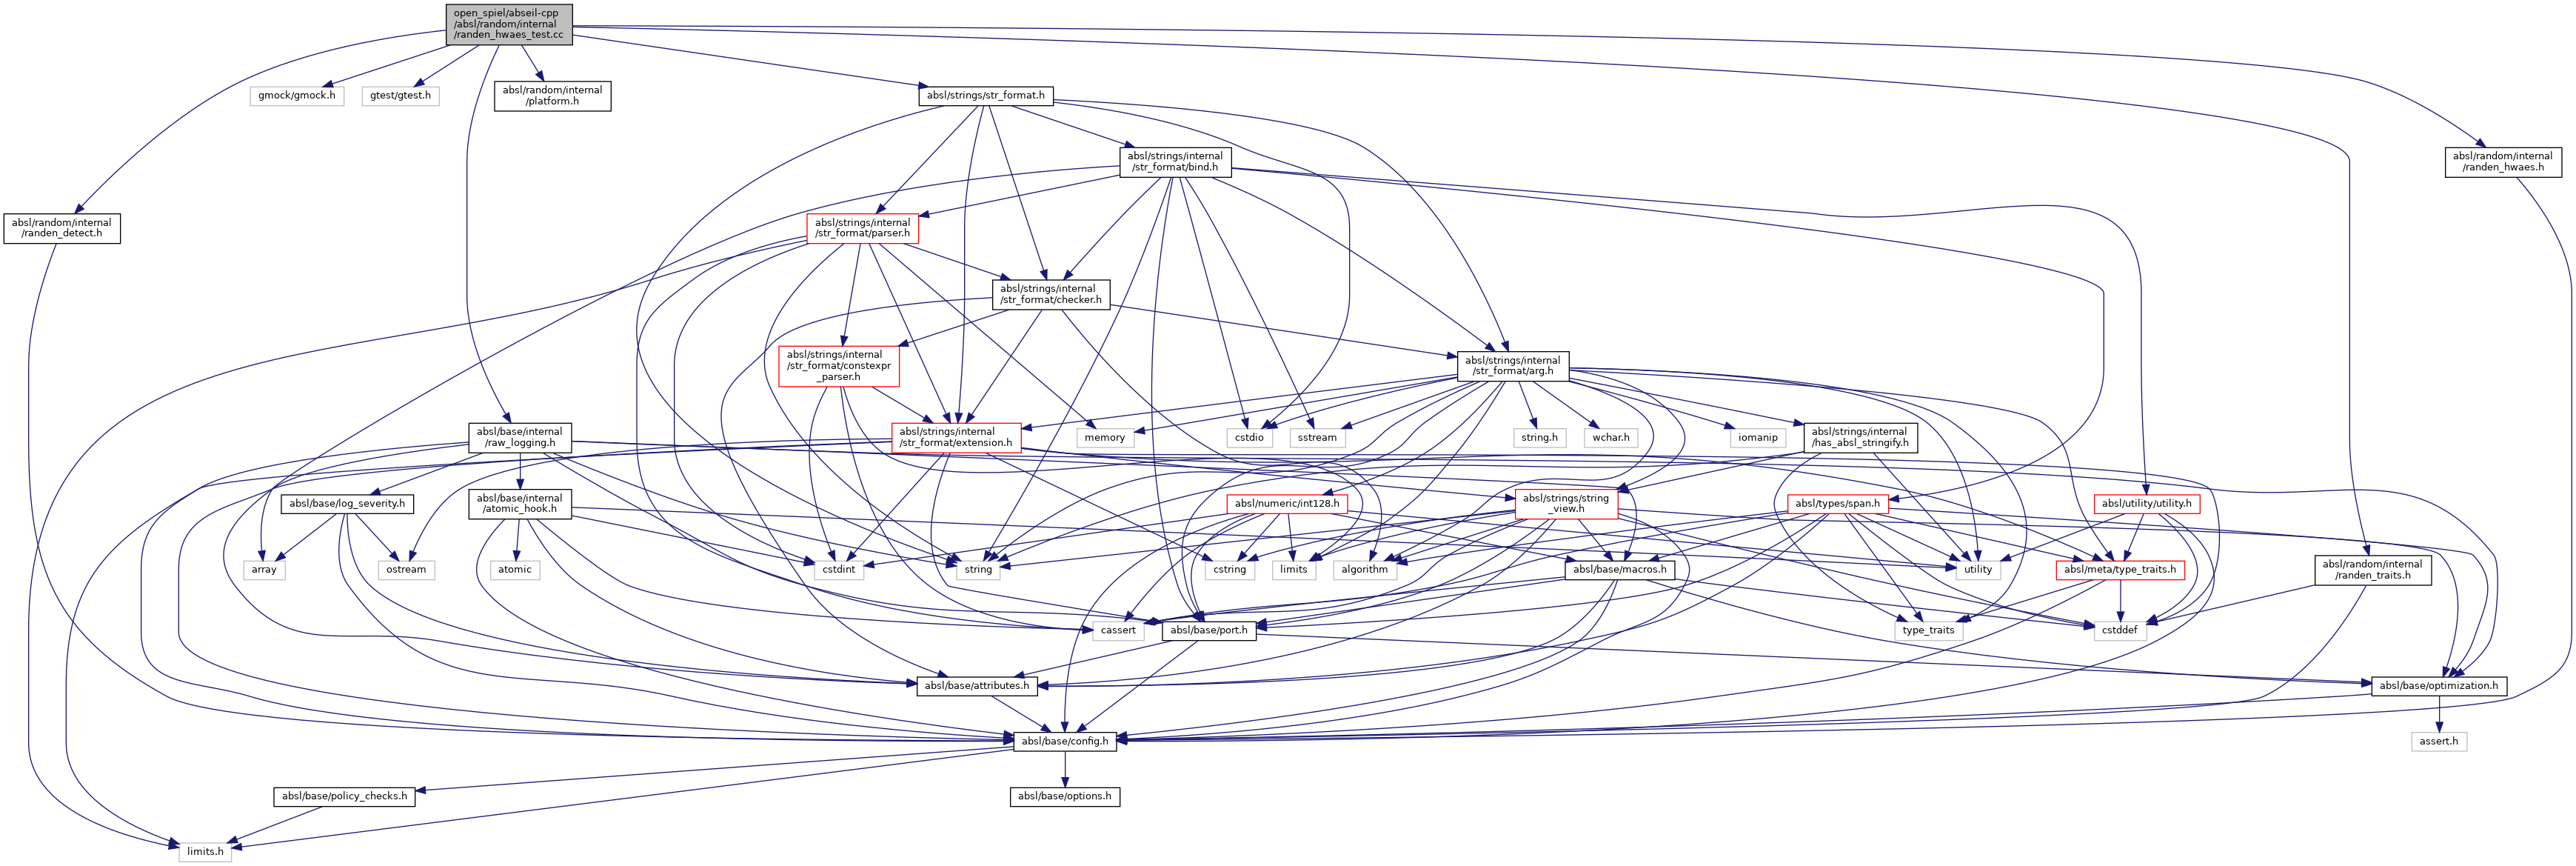 open_spiel/abseil-cpp
/absl/random/internal
/randen_hwaes_test.cc
gmock/gmock.h
gtest/gtest.h
absl/random/internal
/platform.h
absl/strings/str_format.h
absl/strings/internal
/str_format/bind.h
absl/random/internal
/randen_hwaes.h
absl/random/internal
/randen_detect.h
absl/strings/internal
/str_format/parser.h
absl/strings/internal
/str_format/checker.h
absl/strings/internal
/str_format/constexpr
_parser.h
absl/strings/internal
/str_format/arg.h
absl/base/internal
/raw_logging.h
absl/strings/internal
/str_format/extension.h
memory
cstdio
sstream
string.h
wchar.h
iomanip
absl/strings/internal
/has_absl_stringify.h
absl/base/log_severity.h
absl/base/internal
/atomic_hook.h
absl/numeric/int128.h
absl/strings/string
_view.h
absl/types/span.h
absl/utility/utility.h
array
ostream
atomic
cstdint
string
cstring
limits
algorithm
absl/base/macros.h
utility
absl/meta/type_traits.h
absl/random/internal
/randen_traits.h
cassert
absl/base/port.h
type_traits
cstddef
absl/base/attributes.h
absl/base/optimization.h
absl/base/config.h
assert.h
absl/base/policy_checks.h
absl/base/options.h
limits.h